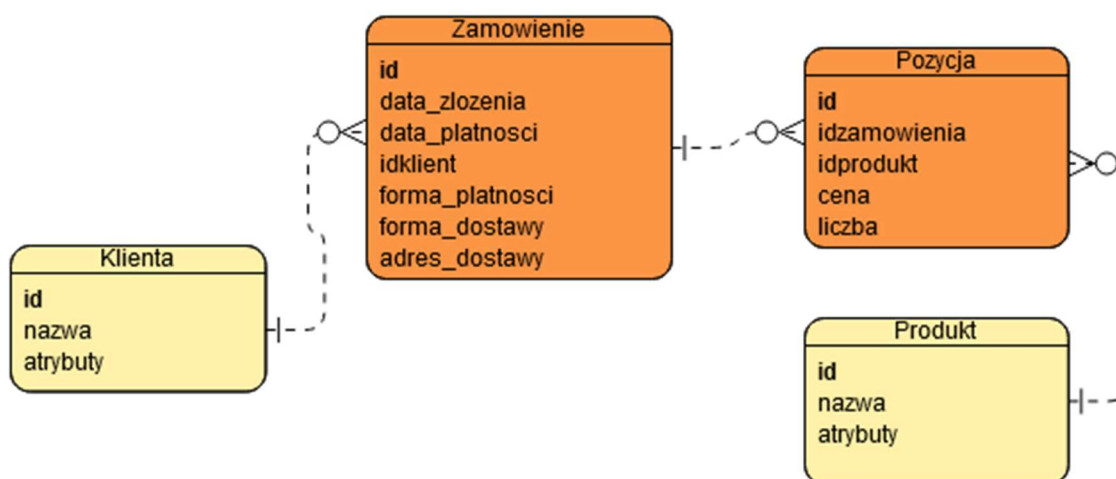 Zamowienie
id
data_zlozenia
data_platnosci
idklient
forma_platnosci
forma_dostawy
adres_dostawy
Pozycja
id
idzamowienia
idprodukt
cena
liczba
Klienta
id
nazwa
atrybuty
Produkt
id
nazwa
atrybuty